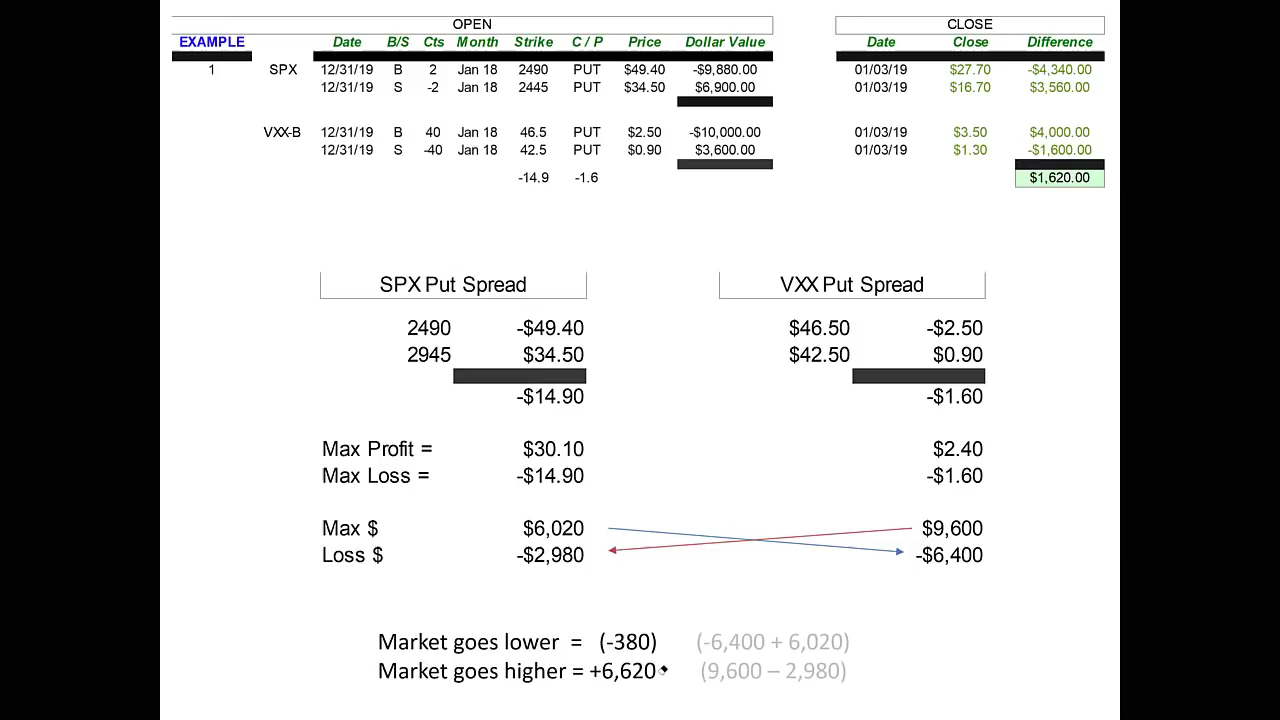 OPEN CLOSE
EXAMPLE Date B/S Cts Month Strike C / P Price Dollar Value Date Close Difference
1 SPX 12/31/19 B 2 Jan 18 2490 PUT $49.40 -$9,880.00 01/03/19 $27.70 -$4,340.00
12/31/19 S -2 Jan 18 2445 PUT $34.50 $6,900.00 01/03/19 $16.70 $3,560.00
VXX-B 12/31/19 B 40 Jan 18 46.5 PUT $2.50 -$10,000.00 01/03/19 $3.50 $4,000.00
12/31/19 S -40 Jan 18 42.5 PUT $0.90 $3,600.00 01/03/19 $1.30 -$1,600.00
-14.9 -1.6 $1,620.00
SPX Put Spread VXX Put Spread
2490 -$49.40 $46.50 -$2.50
2945 $34.50 $42.50 $0.90
-$14.90 -$1.60
Max Profit = $30.10 $2.40
Max Loss = -$14.90 -$1.60
Max $ $6,020 $9,600
Loss $ -$2,980 -$6,400
Market goes lower = (-380) (-6,400 + 6,020)
Market goes higher = +6,620 (9,600 – 2,980)